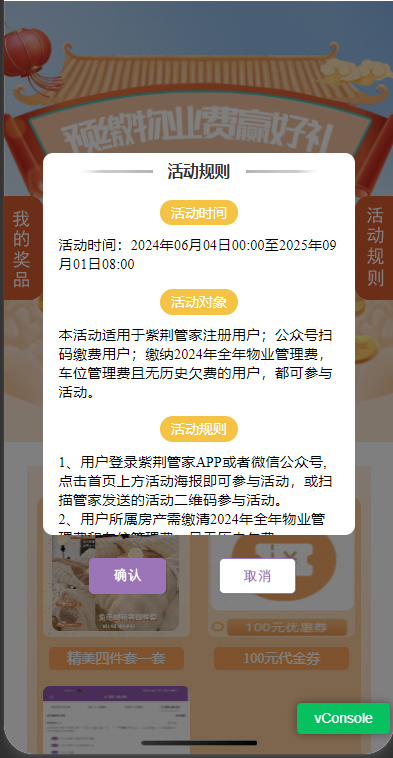 预缴物业费赢好礼
我的奖品
活动规则
活动规则
活动时间
活动时间：2024年06月04日00:00至2025年09
月01日08:00
活动对象
本活动适用于紫荆管家注册用户；公众号扫
码缴费用户；缴纳2024年全年物业管理费，
车位管理费且无历史欠费的用户，都可参与
活动。
活动规则
1、用户登录紫荆管家APP或者微信公众号,
点击首页上方活动海报即可参与活动，或扫
描管家发送的活动二维码参与活动。
2、用户所属房产需缴清2024年全年物业管
确认
取消
100元优惠券
精美四件套一套
100元代金券
vConsole